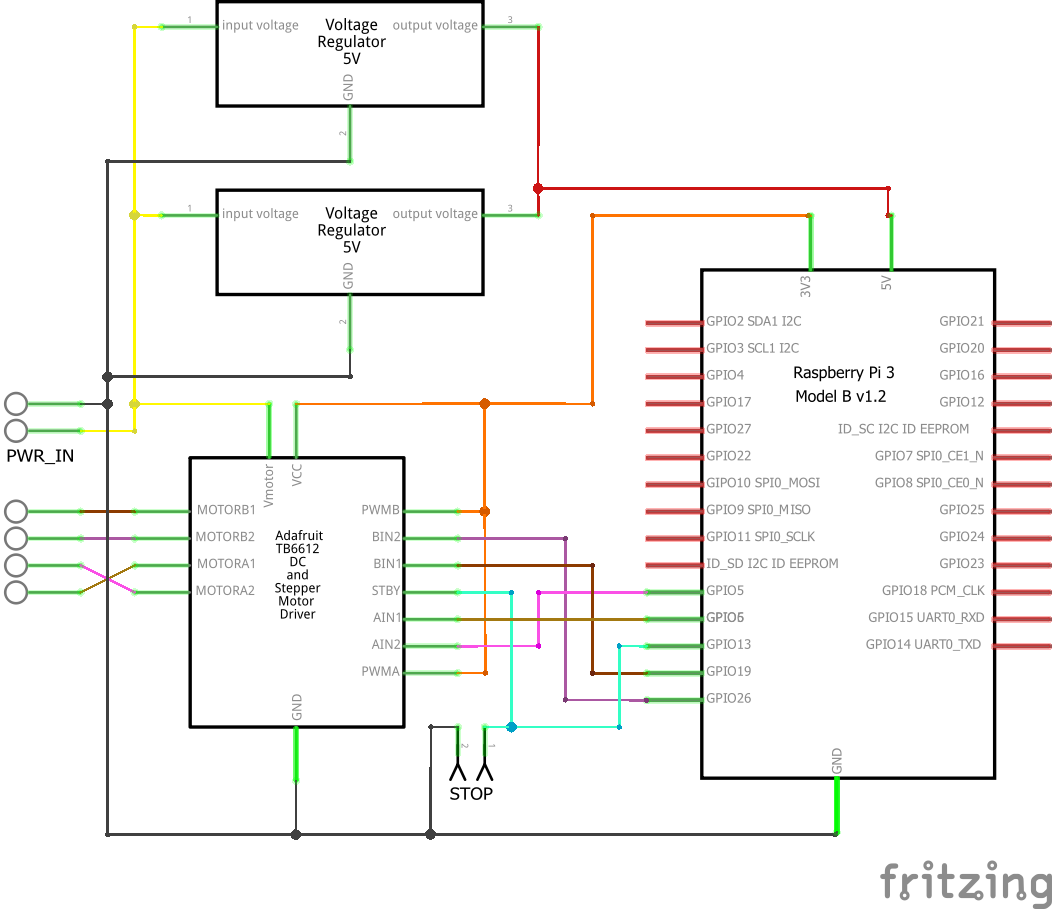 1
input voltage
Voltage
Regulator
5V
output voltage
3
GND
2
1
input voltage
Voltage
Regulator
5V
output voltage
3
GND
2
PWR_IN
Vmotor
VCC
MOTORB1
MOTORB2
MOTORA1
MOTORA2
Adafruit
TB6612
DC
and
Stepper
Motor
Driver
PWMB
BIN2
BIN1
STBY
AIN1
AIN2
PWMA
GND
2
1
STOP
3V3
5V
GPIO2 SDA1 I2C
GPIO3 SCL1 I2C
GPIO4
GPIO17
GPIO27
GPIO22
GIPO10 SPI0_MOSI
GPIO9 SPI0_MISO
GPIO11 SPI0_SCLK
ID_SD I2C ID EEPROM
GPIO5
GPIO6
GPIO13
GPIO19
GPIO26
Raspberry Pi 3
Model B v1.2
GPIO21
GPIO20
GPIO16
GPIO12
ID_SC I2C ID EEPROM
GPIO7 SPI0_CE1_N
GPIO8 SPI0_CE0_N
GPIO25
GPIO24
GPIO23
GPIO18 PCM_CLK
GPIO15 UART0_RXD
GPIO14 UART0_TXD
GND
fritzing